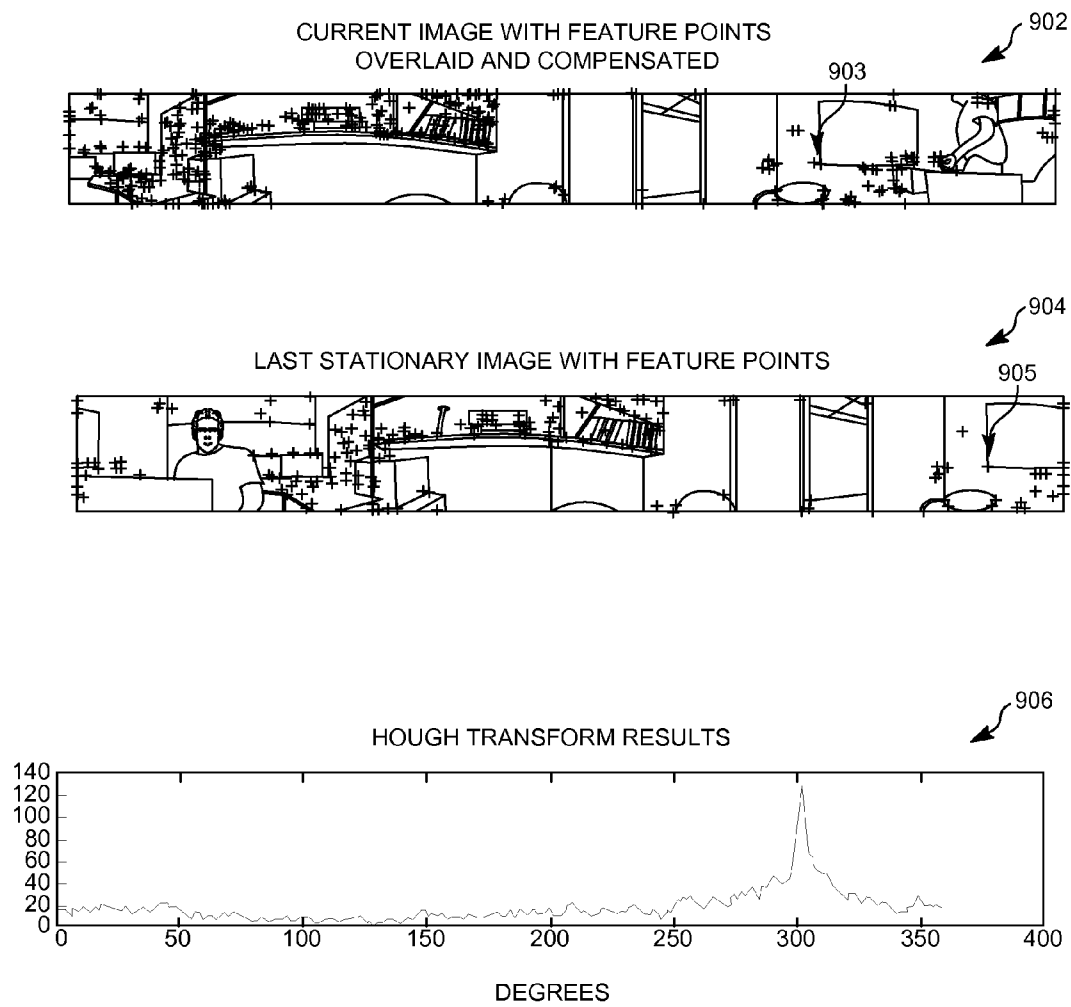 CURRENT IMAGE WITH FEATURE POINTS
OVERLAID AND COMPENSATED
902
903
904
LAST STATIONARY IMAGE WITH FEATURE POINTS
905
906
HOUGH TRANSFORM RESULTS
140
120
100
80
60
40
20
0
0 50 100 150 200 250 300 350 400
DEGREES